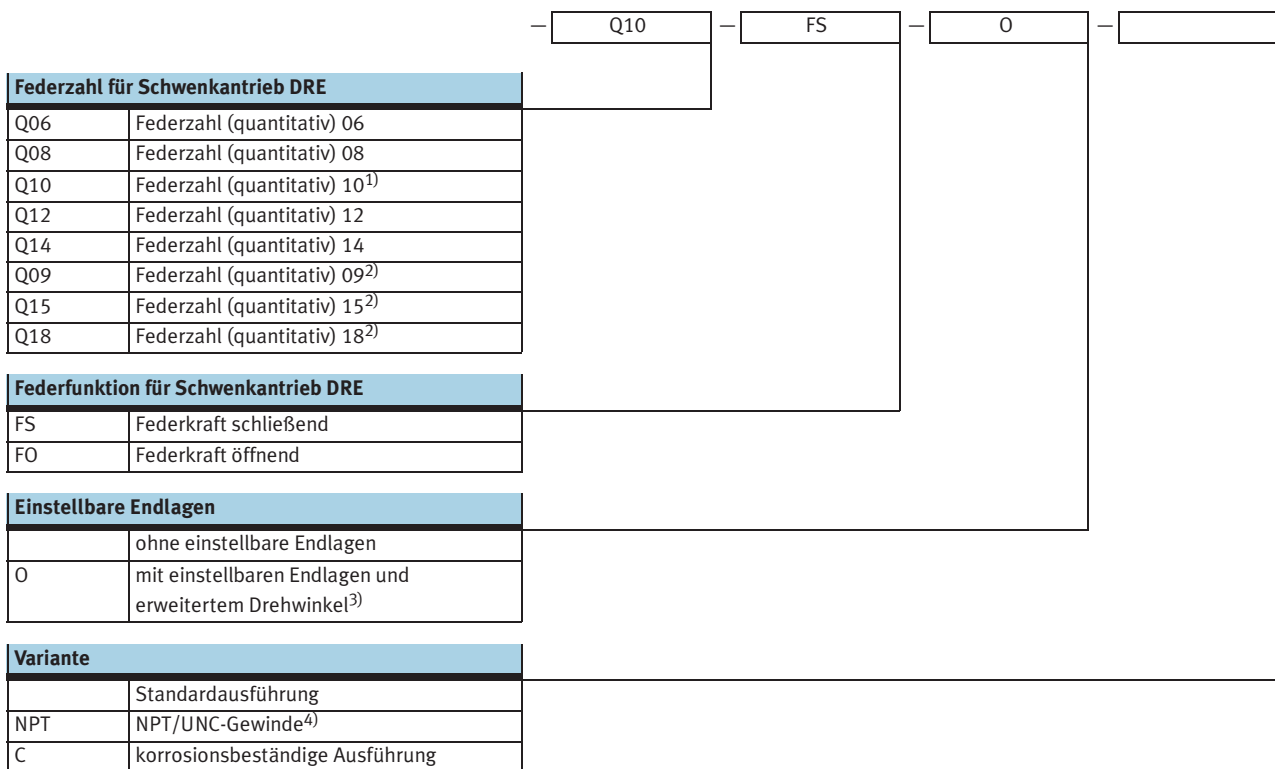 — Q10 — FS — O —
Federzahl für Schwenkantrieb DRE
Q06 Federzahl (quantitativ) 06
Q08 Federzahl (quantitativ) 08
Q10 Federzahl (quantitativ) 10¹⁾
Q12 Federzahl (quantitativ) 12
Q14 Federzahl (quantitativ) 14
Q09 Federzahl (quantitativ) 09²⁾
Q15 Federzahl (quantitativ) 15²⁾
Q18 Federzahl (quantitativ) 18²⁾
Federfunktion für Schwenkantrieb DRE
FS Federkraft schließend
FO Federkraft öffnend
Einstellbare Endlagen
ohne einstellbare Endlagen
O mit einstellbaren Endlagen und
erweitertem Drehwinkel³⁾
Variante
Standardausführung
NPT NPT/UNC-Gewinde⁴⁾
C korrosionsbeständige Ausführung